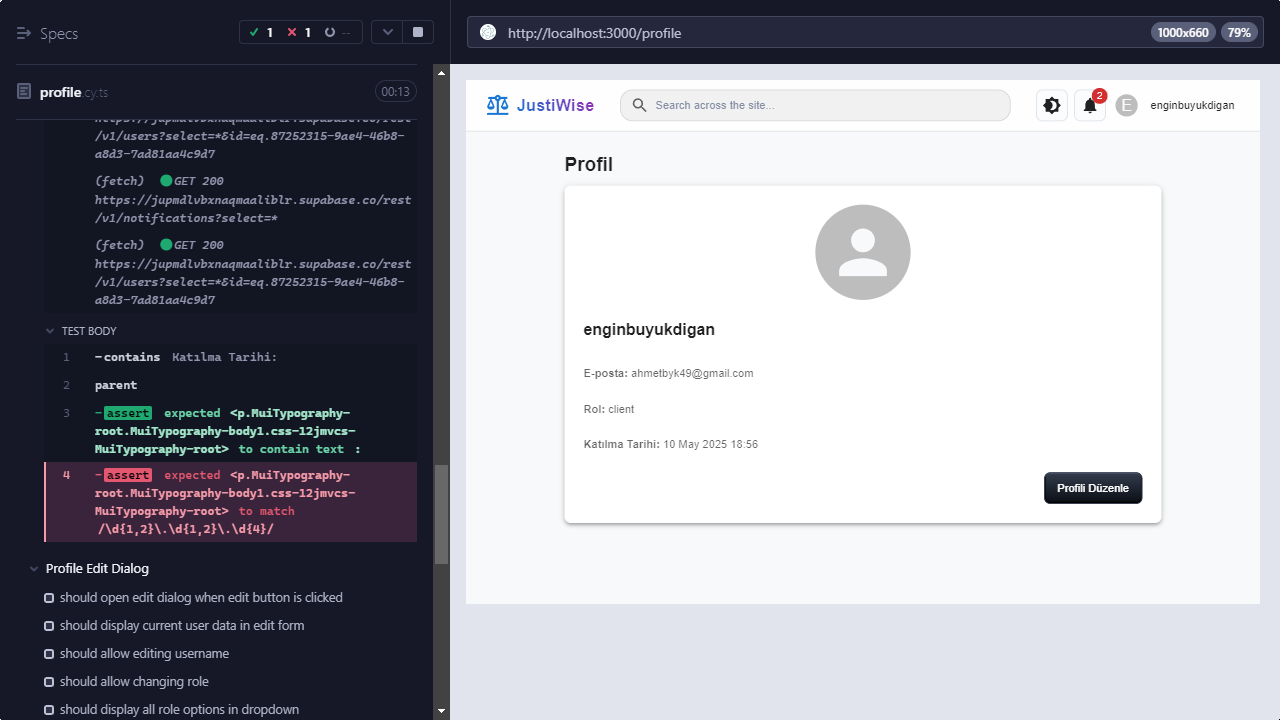 Specs
1
1
--
http://localhost:3000/profile
1000x660
79%
profile.cy.ts
00:13
https://jupmdlvbxnaqmaaliblr.supabase.co/rest
/v1/users?select=*&id=eq.87252315-9ae4-46b8-
a8d3-7ad81aa4c9d7
(fetch) GET 200
https://jupmdlvbxnaqmaaliblr.supabase.co/rest
/v1/notifications?select=*
(fetch) GET 200
https://jupmdlvbxnaqmaaliblr.supabase.co/rest
/v1/users?select=*&id=eq.87252315-9ae4-46b8-
a8d3-7ad81aa4c9d7
TEST BODY
1 -contains Katılma Tarihi:
2 parent
3 -assert expected <p.MuiTypography-
root.MuiTypography-body1.css-12jmvcs-
MuiTypography-root> to contain text :
4 -assert expected <p.MuiTypography-
root.MuiTypography-body1.css-12jmvcs-
MuiTypography-root> to match
/\d{1,2}\.\d{1,2}\.\d{4}/
Profile Edit Dialog
should open edit dialog when edit button is clicked
should display current user data in edit form
should allow editing username
should allow changing role
should display all role options in dropdown
JustiWise
Search across the site...
2
E
enginbuyukdigan
Profil
enginbuyukdigan
E-posta: ahmetbyk49@gmail.com
Rol: client
Katılma Tarihi: 10 May 2025 18:56
Profili Düzenle